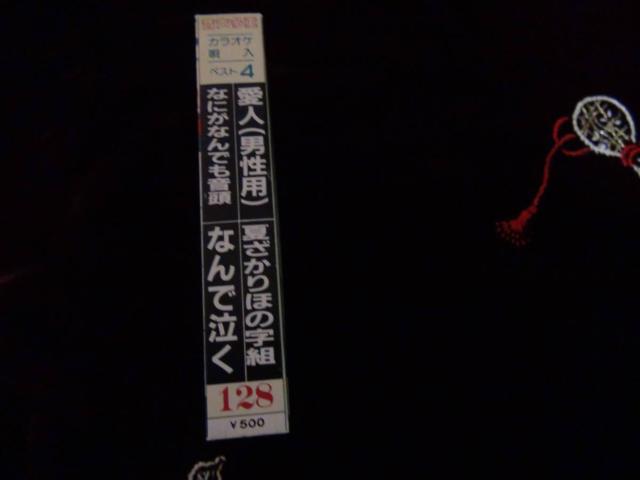 カラオケ
唄入
ベスト4
愛人(男性用)
なにがなんでも音頭
夏ざかりほの字組
なんで泣く
128
¥500